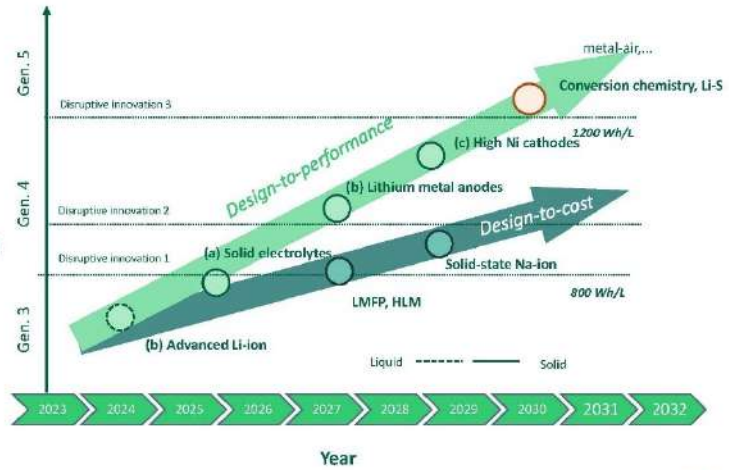 Gen. 5
Gen. 4
Gen. 3
metal-air,...
Conversion chemistry, Li-S
Disruptive innovation 3
1200 Wh/L
Design-to-performance
(c) High Ni cathodes
(b) Lithium metal anodes
Disruptive innovation 2
Design-to-cost
(a) Solid electrolytes
Disruptive innovation 1
Solid-state Na-ion
800 Wh/L
LMFP, HLM
(b) Advanced Li-ion
Liquid
Solid
2023 2024 2025 2026 2027 2028 2029 2030 2031 2032
Year